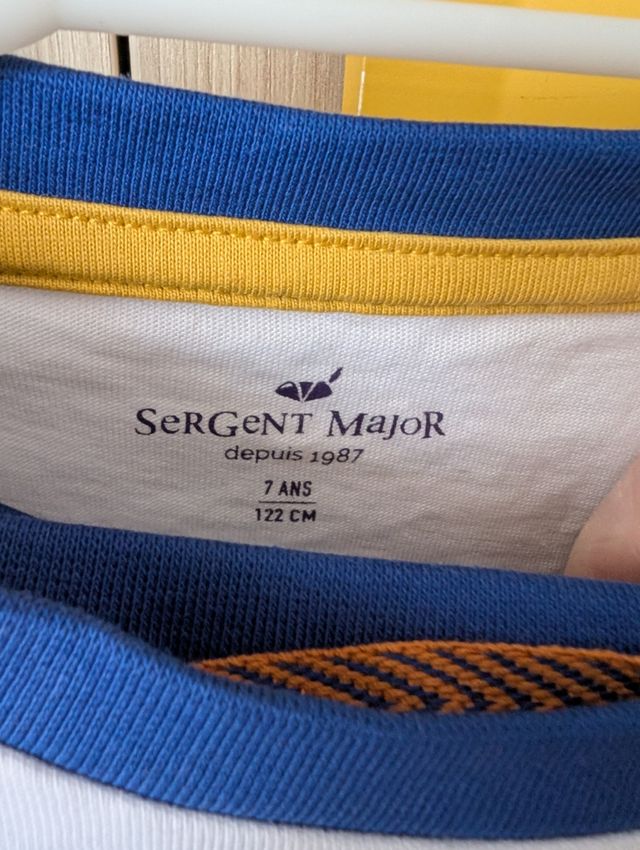 SeRGeNT MajoR
depuis 1987
7 ANS
122 CM